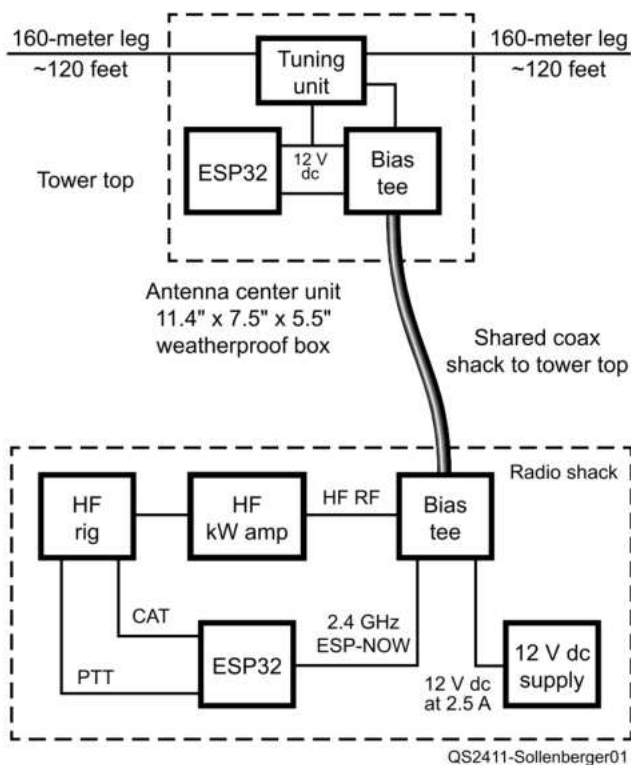 160-meter leg
~120 feet
160-meter leg
~120 feet
Tuning
unit
ESP32
12 V
dc
Bias
tee
Tower top
Antenna center unit
11.4" x 7.5" x 5.5"
weatherproof box
Shared coax
shack to tower top
Radio shack
HF
rig
HF
kW amp
HF RF
Bias
tee
CAT
PTT
ESP32
2.4 GHz
ESP-NOW
12 V dc
at 2.5 A
12 V dc
supply
QS2411-Sollenberger01